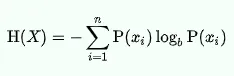 H(X) = − ∑_{i=1}^{n} P(x_i) log_b P(x_i)